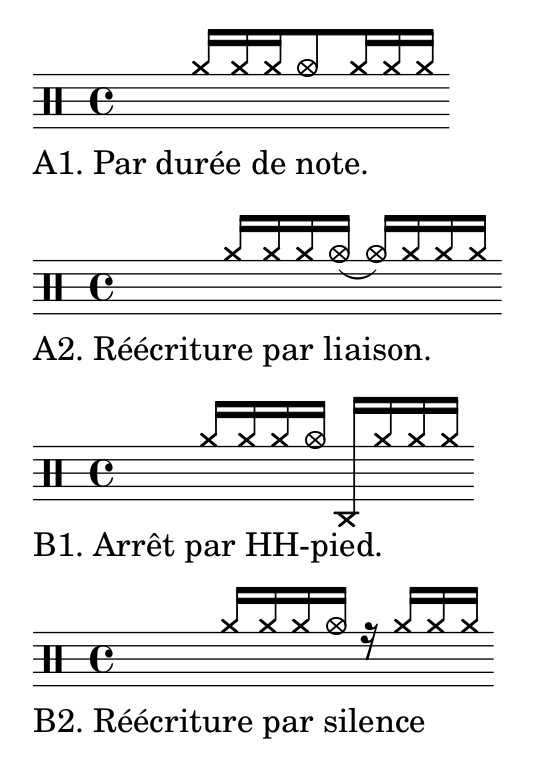 A1. Par durée de note.
A2. Réécriture par liaison.
B1. Arrêt par HH-pied.
B2. Réécriture par silence